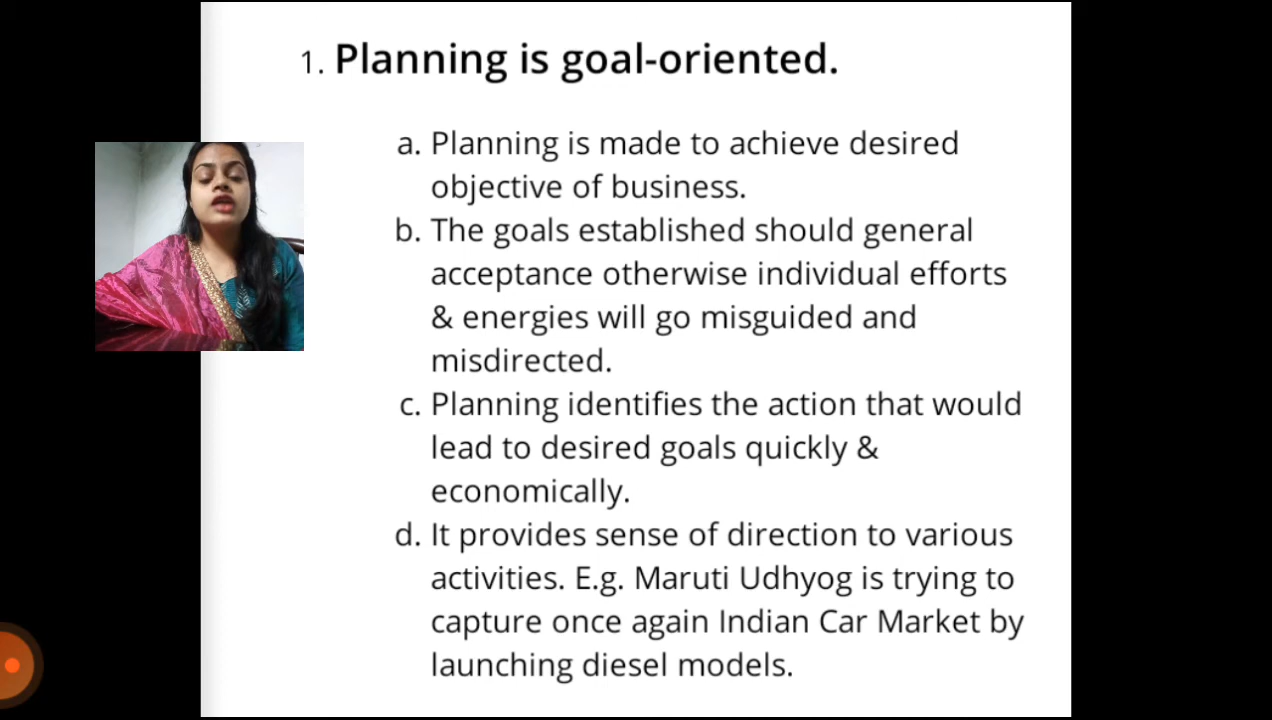 1. Planning is goal-oriented.
a. Planning is made to achieve desired
objective of business.
b. The goals established should general
acceptance otherwise individual efforts
& energies will go misguided and
misdirected.
c. Planning identifies the action that would
lead to desired goals quickly &
economically.
d. It provides sense of direction to various
activities. E.g. Maruti Udhyog is trying to
capture once again Indian Car Market by
launching diesel models.